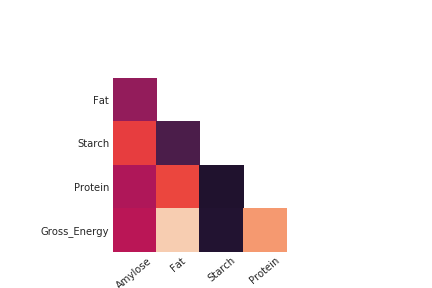 Fat
Starch
Protein
Gross_Energy
Amylose
Fat
Starch
Protein